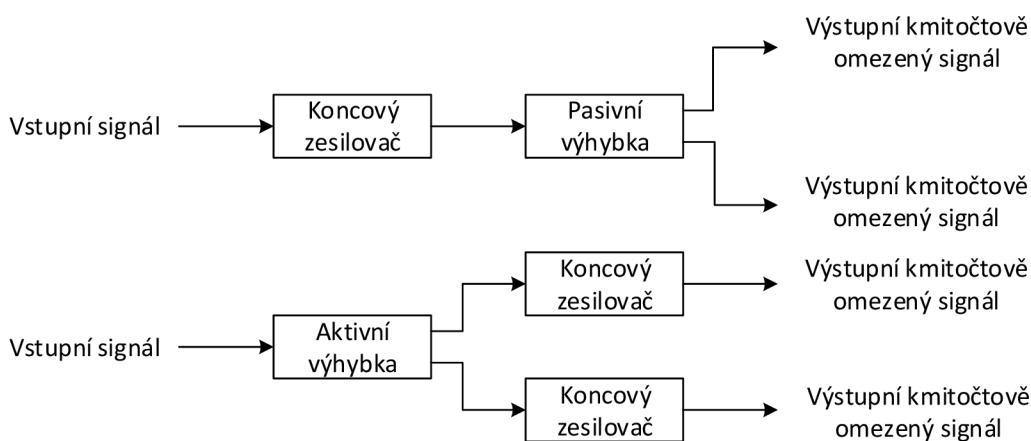 Výstupní kmitočtově
omezený signál
Vstupní signál
Koncový
zesilovač
Pasivní
výhybka
Výstupní kmitočtově
omezený signál
Koncový
zesilovač
Výstupní kmitočtově
omezený signál
Vstupní signál
Aktivní
výhybka
Koncový
zesilovač
Výstupní kmitočtově
omezený signál